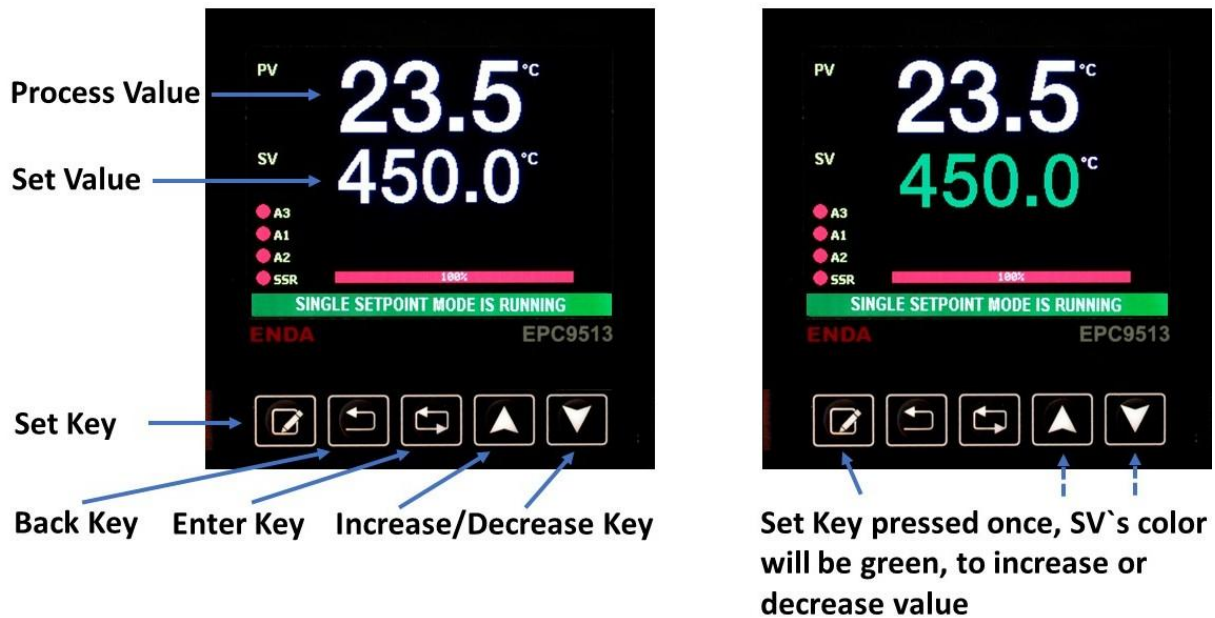 Process Value
Set Value
Set Key
Back Key
Enter Key
Increase/Decrease Key
PV
23.5°C
SV
450.0°C
A3
A1
A2
SSR
100%
SINGLE SETPOINT MODE IS RUNNING
ENDA
EPC9513
PV
23.5°C
SV
450.0°C
A3
A1
A2
SSR
100%
SINGLE SETPOINT MODE IS RUNNING
ENDA
EPC9513
Set Key pressed once, SV`s color
will be green, to increase or
decrease value